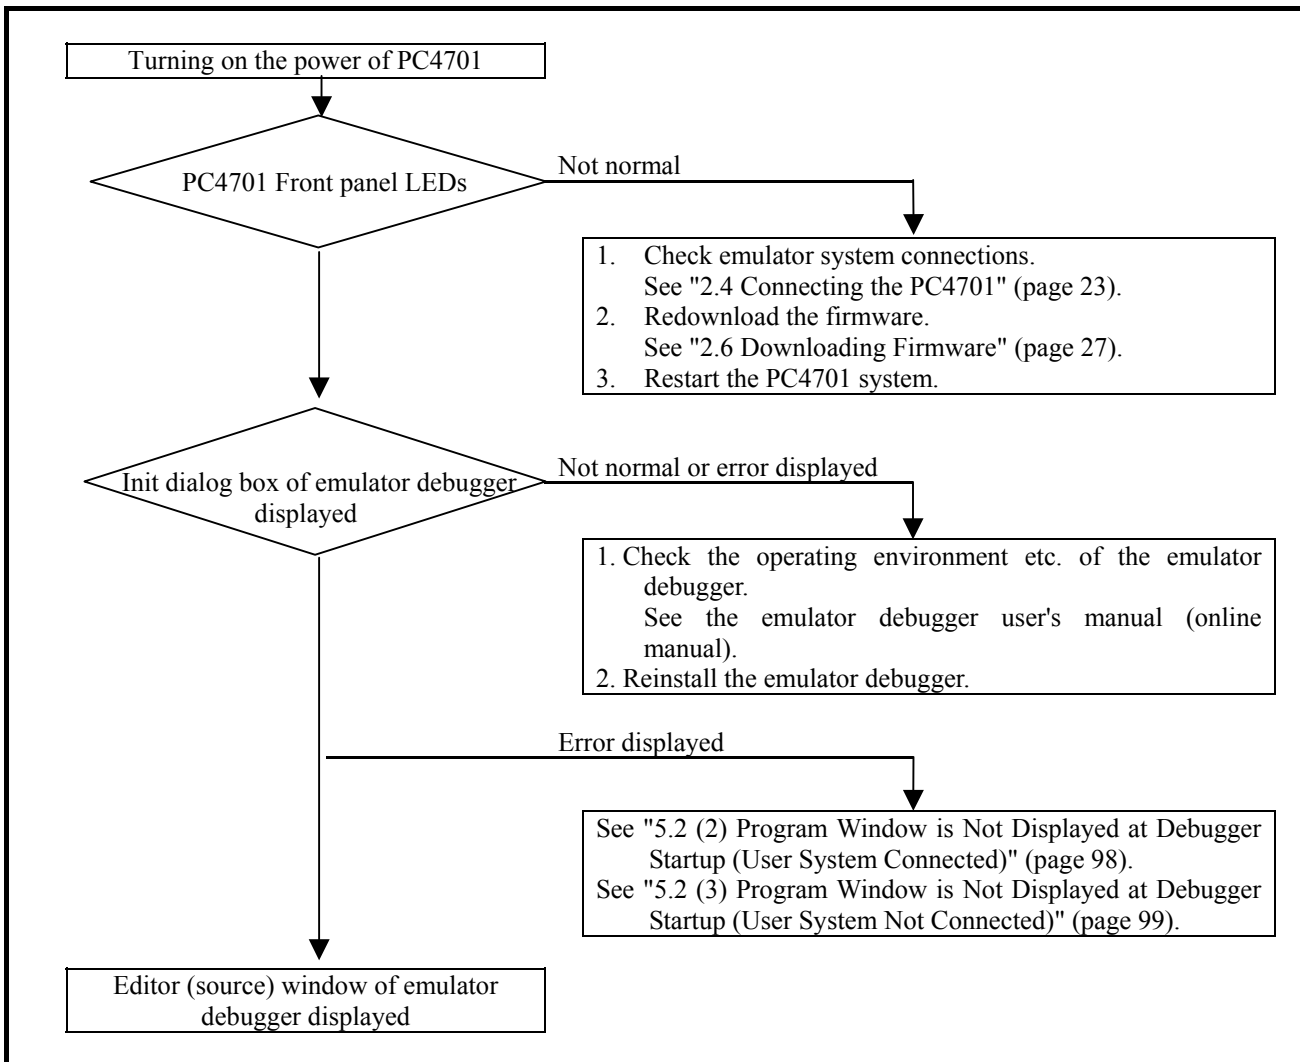 Turning on the power of PC4701
PC4701 Front panel LEDs
Not normal
1. Check emulator system connections.
See "2.4 Connecting the PC4701" (page 23).
2. Redownload the firmware.
See "2.6 Downloading Firmware" (page 27).
3. Restart the PC4701 system.
Init dialog box of emulator debugger
displayed
Not normal or error displayed
1. Check the operating environment etc. of the emulator
debugger.
See the emulator debugger user's manual (online
manual).
2. Reinstall the emulator debugger.
Error displayed
See "5.2 (2) Program Window is Not Displayed at Debugger
Startup (User System Connected)" (page 98).
See "5.2 (3) Program Window is Not Displayed at Debugger
Startup (User System Not Connected)" (page 99).
Editor (source) window of emulator
debugger displayed